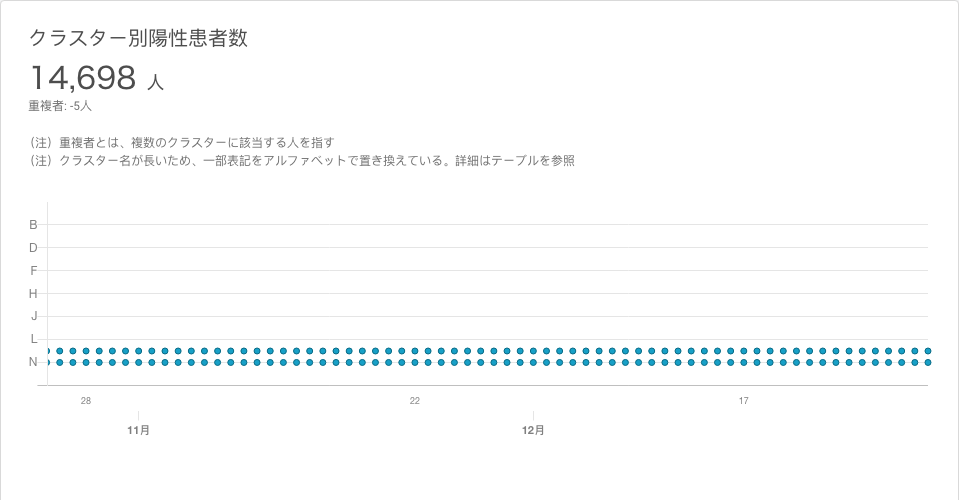 クラスター別陽性患者数
14,698 人
重複者: -5人
（注）重複者とは、複数のクラスターに該当する人を指す
（注）クラスター名が長いため、一部表記をアルファベットで置き換えている。詳細はテーブルを参照
B
D
F
H
J
L
N
28 22 17
11月 12月